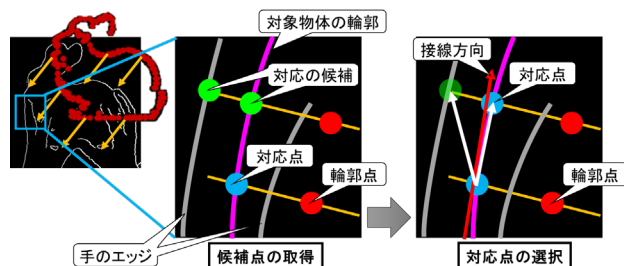 対象物体の輪郭
対応の候補
対応点
輪郭点
手のエッジ
候補点の取得
接線方向
対応点
輪郭点
対応点の選択